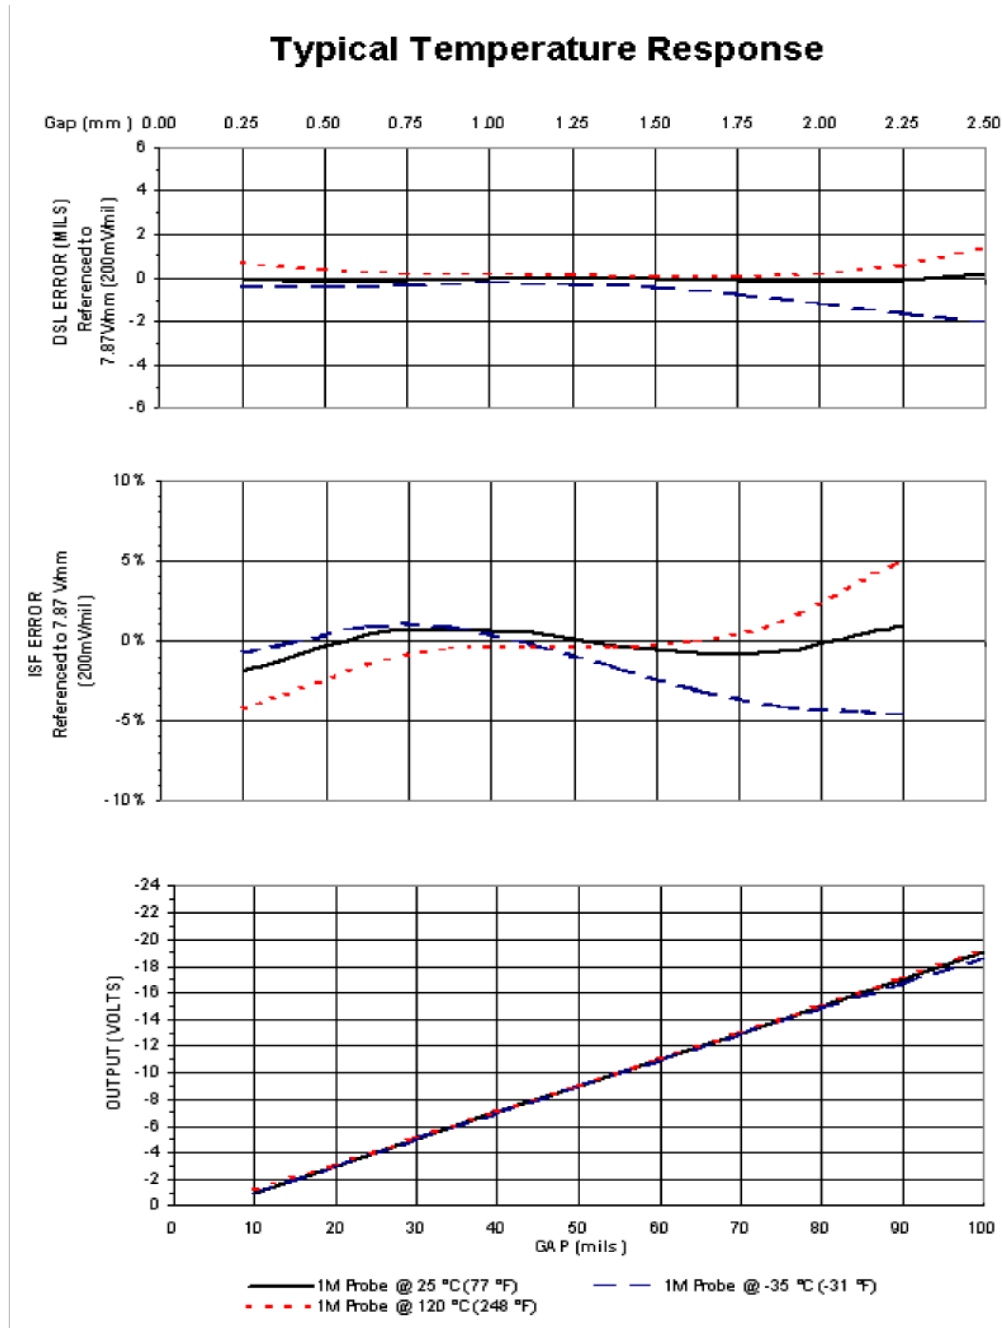 Typical Temperature Response
Gap (mm) 0.00 0.25 0.50 0.75 1.00 1.25 1.50 1.75 2.00 2.25 2.50
DSL ERROR (MILS)
Referenced to
7.87V/mm (200mV/mil)
6
4
2
0
-2
-4
-6
ISF ERROR
Referenced to 7.87 V/mm
(200mV/mil)
10%
5%
0%
-5%
-10%
OUTPUT (VOLTS)
-24
-22
-20
-18
-16
-14
-12
-10
-8
-6
-4
-2
0
0 10 20 30 40 50 60 70 80 90 100
GAP (mils)
1M Probe @ 25 °C (77 °F)
1M Probe @ -35 °C (-31 °F)
1M Probe @ 120 °C (248 °F)